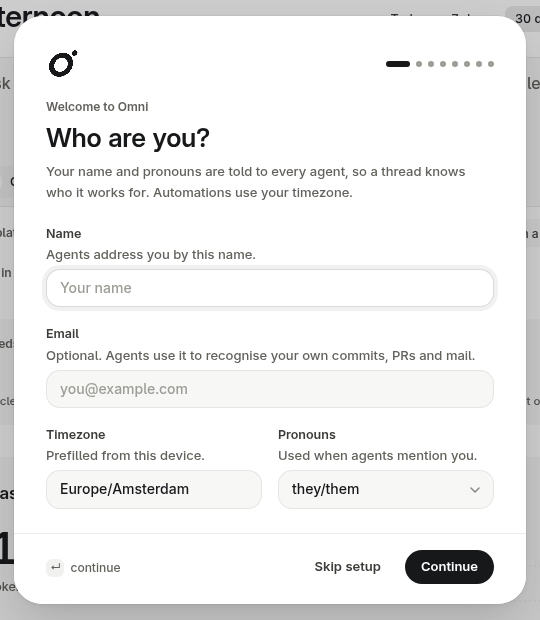 ternoon
30 d
Welcome to Omni
Who are you?
Your name and pronouns are told to every agent, so a thread knows
who it works for. Automations use your timezone.
Name
Agents address you by this name.
Your name
Email
Optional. Agents use it to recognise your own commits, PRs and mail.
you@example.com
Timezone
Pronouns
Prefilled from this device.
Used when agents mention you.
Europe/Amsterdam
they/them
continue
Skip setup
Continue